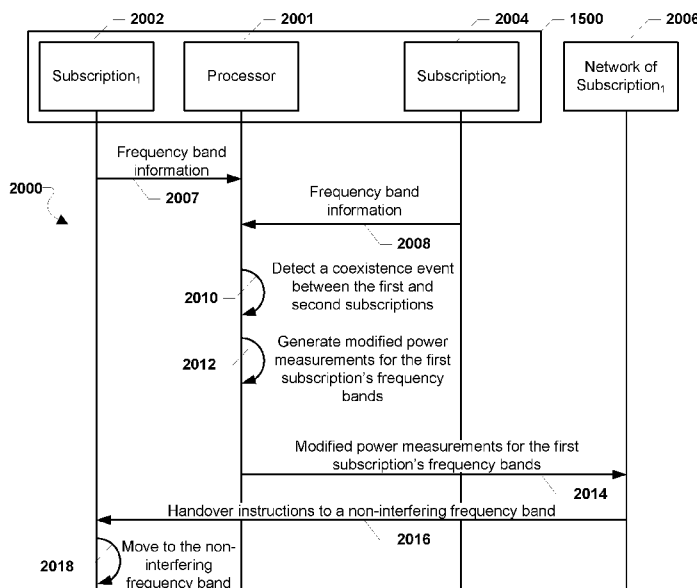 2002
2001
2004
1500
2006
Subscription1
Processor
Subscription2
Network of
Subscription1
Frequency band
information
2007
2000
Frequency band
information
2008
Detect a coexistence event
between the first and
second subscriptions
2010
Generate modified power
measurements for the first
subscription's frequency
bands
2012
Modified power measurements for the first
subscription's frequency bands
2014
Handover instructions to a non-interfering frequency band
2016
Move to the non-
interfering
frequency band
2018